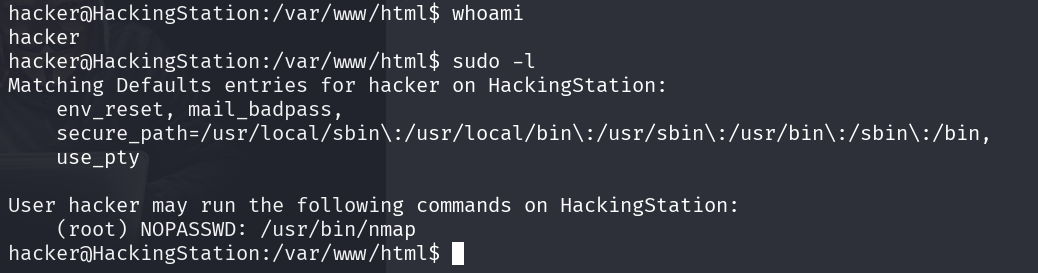 hacker@HackingStation:/var/www/html$ whoami
hacker
hacker@HackingStation:/var/www/html$ sudo -l
Matching Defaults entries for hacker on HackingStation:
    env_reset, mail_badpass,
    secure_path=/usr/local/sbin\:/usr/local/bin\:/usr/sbin\:/usr/bin\:/sbin\:/bin,
    use_pty

User hacker may run the following commands on HackingStation:
    (root) NOPASSWD: /usr/bin/nmap
hacker@HackingStation:/var/www/html$